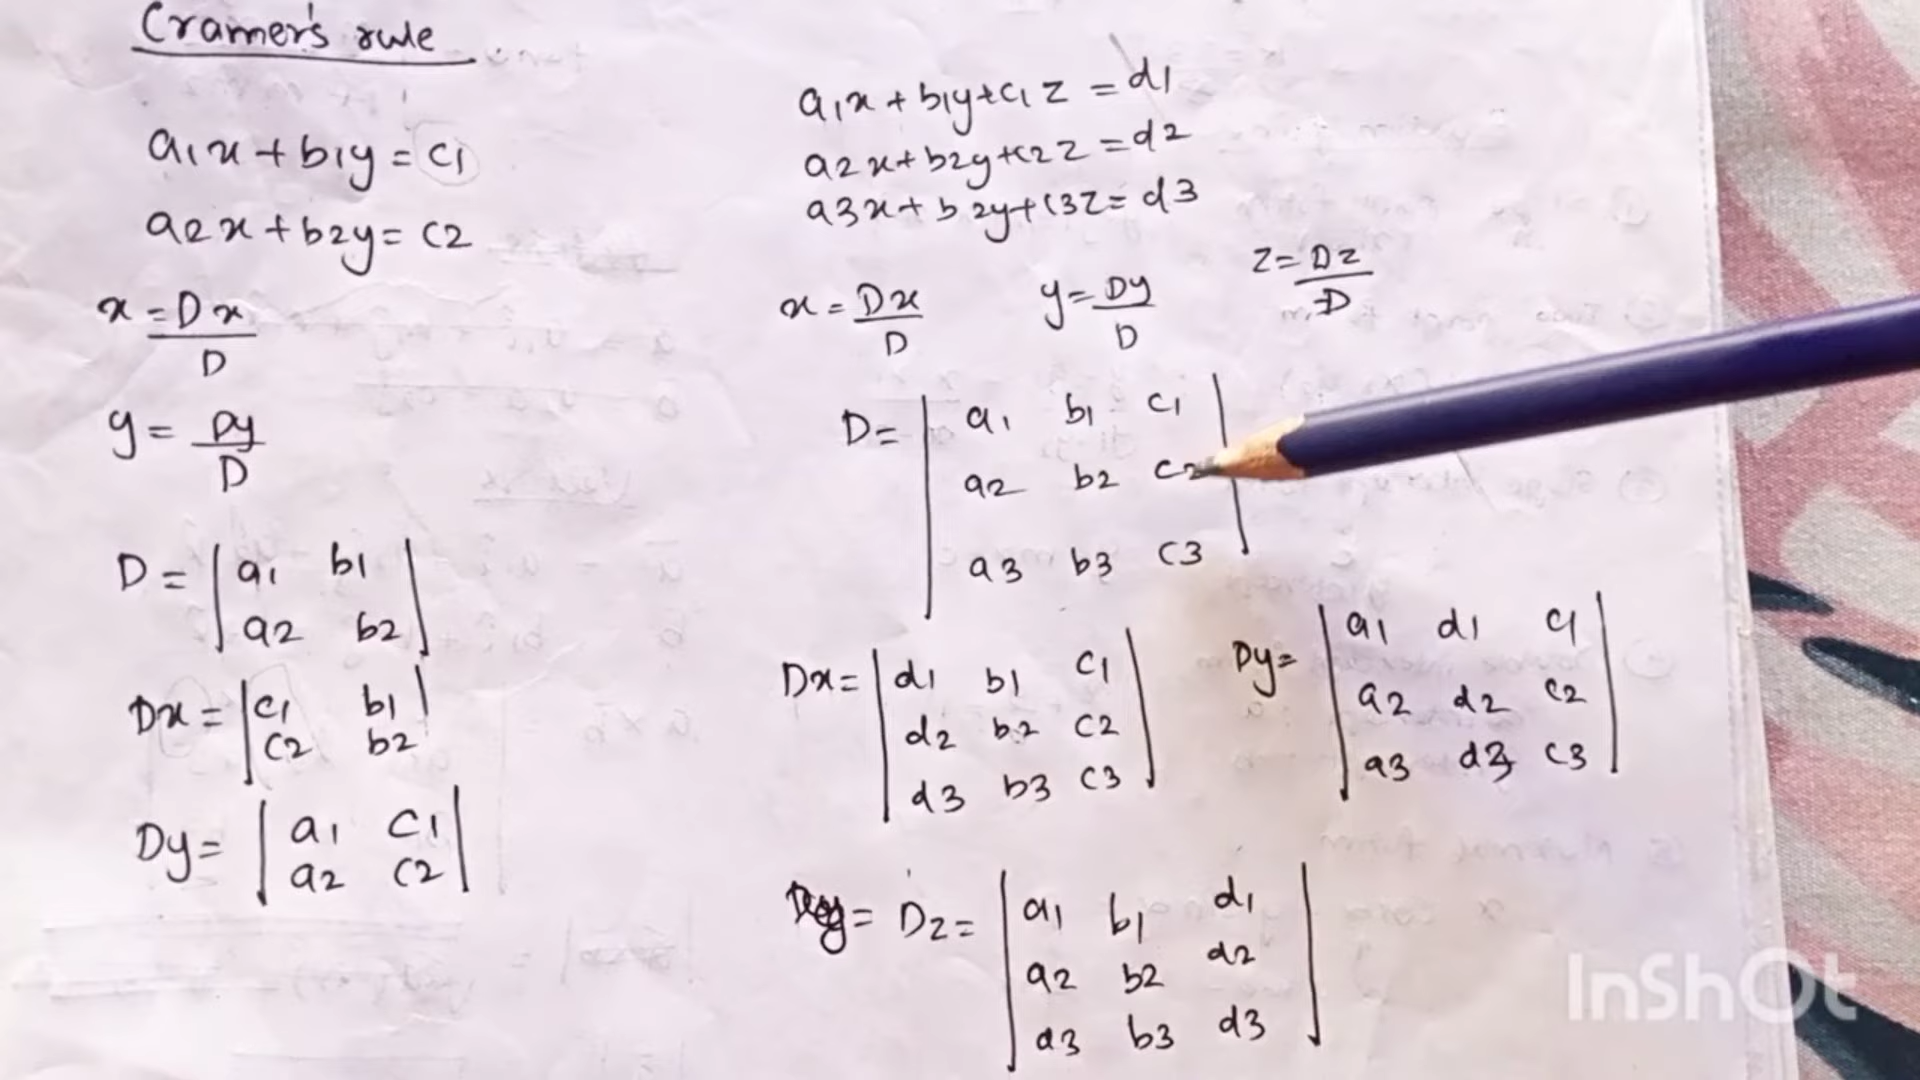 Cramer's rule
a1x + b1y = c1
a2x + b2y = c2
x = Dx
D
y = Dy
D
D = | a1 b1 |
| a2 b2 |
Dx = | c1 b1 |
| c2 b2 |
Dy = | a1 c1 |
| a2 c2 |
a1x + b1y + c1 z = d1
a2x + b2y + c2 z = d2
a3x + b2y + c3z = d3
x = Dx y = Dy z = Dz
D D D
D = | a1 b1 c1 |
| a2 b2 c2 |
| a3 b3 c3 |
Dx = | d1 b1 c1 |
| d2 b2 c2 |
| d3 b3 c3 |
Dy = | a1 d1 c1 |
| a2 d2 c2 |
| a3 d3 c3 |
= Dz = | a1 b1 d1 |
| a2 b2 d2 |
| a3 b3 d3 |
InShOt